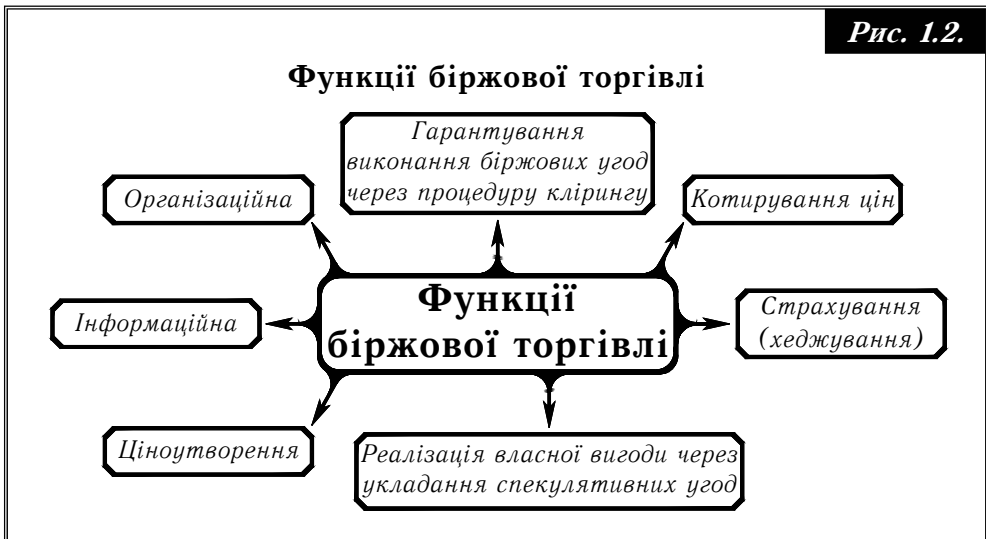 Рис. 1.2.
Функції біржової торгівлі
Гарантування
виконання біржових угод
через процедуру клірингу
Організаційна
Котирування цін
Функції
біржової торгівлі
Інформаційна
Страхування
(хеджування)
Ціноутворення
Реалізація власної вигоди через
укладання спекулятивних угод